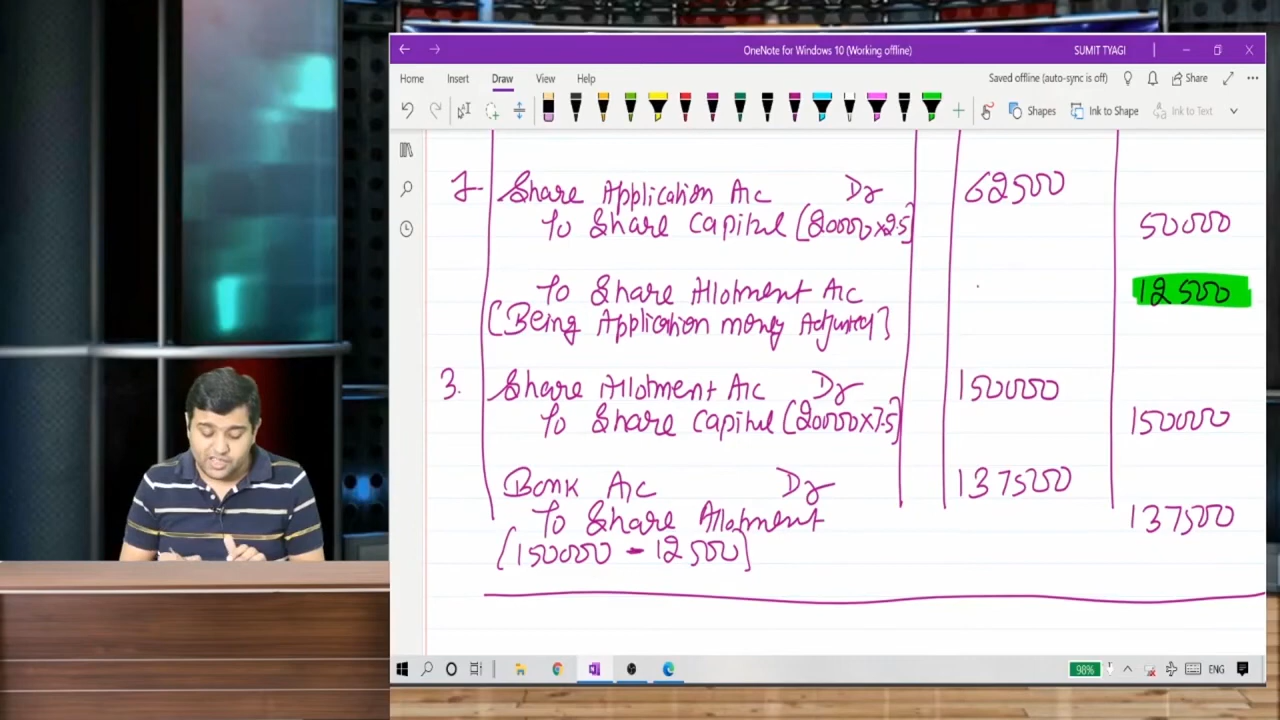 OneNote for Windows 10 (Working offline)
SUMIT TYAGI
Home Insert Draw View Help
Saved offline (auto-sync is off)
Share
Shapes
Ink to Shape
Ink to Text
2- Share Application A/c Dr 62500
To Share Capital [20000x2.5] 50000
To Share Allotment A/c 12500
[Being Application money Adjusted]
3. Share Allotment A/c Dr 150000
To Share Capital [20000x7.5] 150000
Bank A/c Dr 137500
To Share Allotment 137500
[150000 - 12500]
98%
ENG